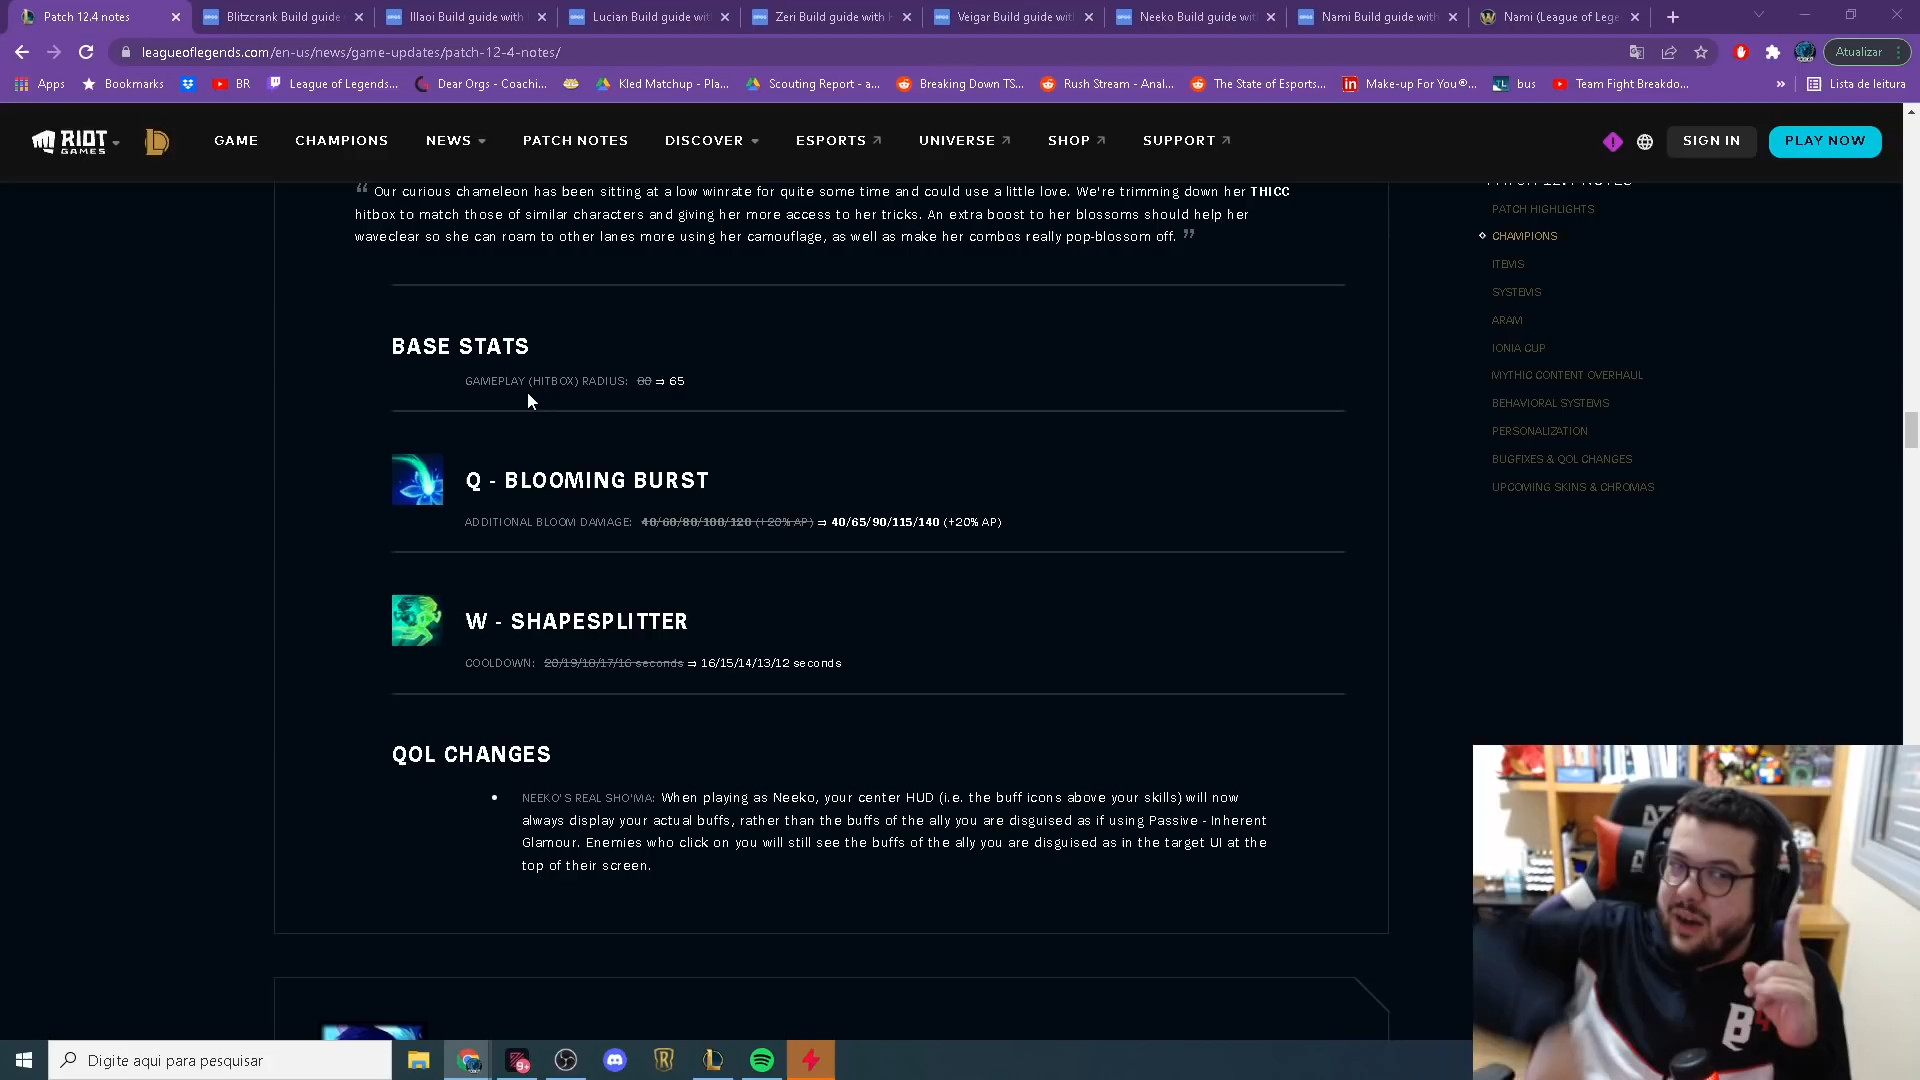 Patch 12.4 notes
Blitzcrank Build guide
Illaoi Build guide with
Lucian Build guide wit
Zeri Build guide with
Veigar Build guide wit
Neeko Build guide wit
Nami Build guide with
Nami (League of Lege
leagueoflegends.com/en-us/news/game-updates/patch-12-4-notes/
Atualizar
Apps
Bookmarks
BR
League of Legends...
Dear Orgs - Coachi...
Kled Matchup - Pla...
Scouting Report - a...
Breaking Down TS...
Rush Stream - Anal...
The State of Esports...
Make-up For You®...
bus
Team Fight Breakdo...
»
Lista de leitura
RIOT GAMES
GAME
CHAMPIONS
NEWS
PATCH NOTES
DISCOVER
ESPORTS
UNIVERSE
SHOP
SUPPORT
SIGN IN
PLAY NOW
“ Our curious chameleon has been sitting at a low winrate for quite some time and could use a little love. We're trimming down her THICC
hitbox to match those of similar characters and giving her more access to her tricks. An extra boost to her blossoms should help her
waveclear so she can roam to other lanes more using her camouflage, as well as make her combos really pop-blossom off. ”
BASE STATS
GAMEPLAY (HITBOX) RADIUS: 80 ⇒ 65
Q - BLOOMING BURST
ADDITIONAL BLOOM DAMAGE: 40/60/80/100/120 (+20% AP) ⇒ 40/65/90/115/140 (+20% AP)
W - SHAPESPLITTER
COOLDOWN: 20/19/18/17/16 seconds ⇒ 16/15/14/13/12 seconds
QOL CHANGES
• NEEKO'S REAL SHO'MA: When playing as Neeko, your center HUD (i.e. the buff icons above your skills) will now
always display your actual buffs, rather than the buffs of the ally you are disguised as if using Passive - Inherent
Glamour. Enemies who click on you will still see the buffs of the ally you are disguised as in the target UI at the
top of their screen.
PATCH 12.4 NOTES
PATCH HIGHLIGHTS
CHAMPIONS
ITEMS
SYSTEMS
ARAM
IONIA CUP
MYTHIC CONTENT OVERHAUL
BEHAVIORAL SYSTEMS
PERSONALIZATION
BUGFIXES & QOL CHANGES
UPCOMING SKINS & CHROMAS
Digite aqui para pesquisar
9+